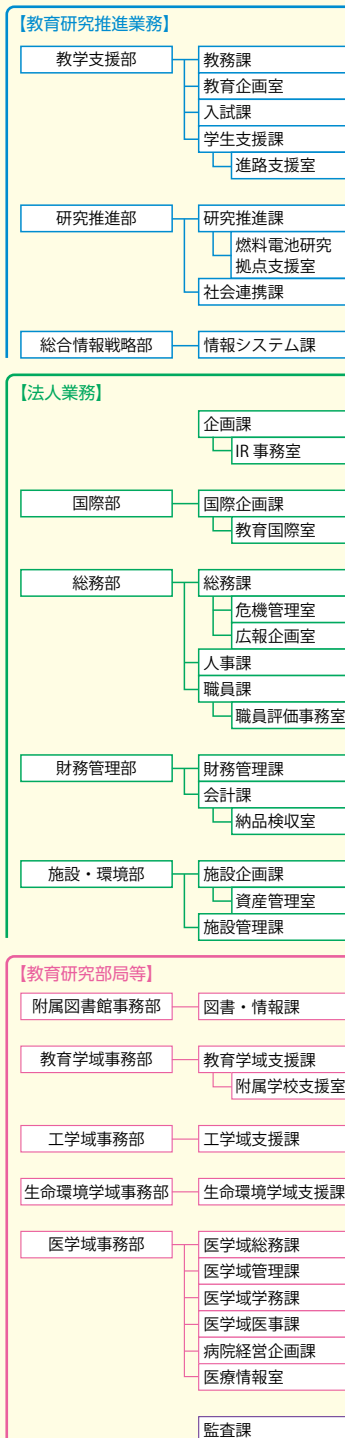 【教育研究推進業務】
教学支援部
教務課
教育企画室
入試課
学生支援課
進路支援室
研究推進部
研究推進課
燃料電池研究
拠点支援室
社会連携課
総合情報戦略部
情報システム課
【法人業務】
企画課
IR 事務室
国際部
国際企画課
教育国際室
総務部
総務課
危機管理室
広報企画室
人事課
職員課
職員評価事務室
財務管理部
財務管理課
会計課
納品検収室
施設・環境部
施設企画課
資産管理室
施設管理課
【教育研究部局等】
附属図書館事務部
図書・情報課
教育学域事務部
教育学域支援課
附属学校支援室
工学域事務部
工学域支援課
生命環境学域事務部
生命環境学域支援課
医学域事務部
医学域総務課
医学域管理課
医学域学務課
医学域医事課
病院経営企画課
医療情報室
監査課